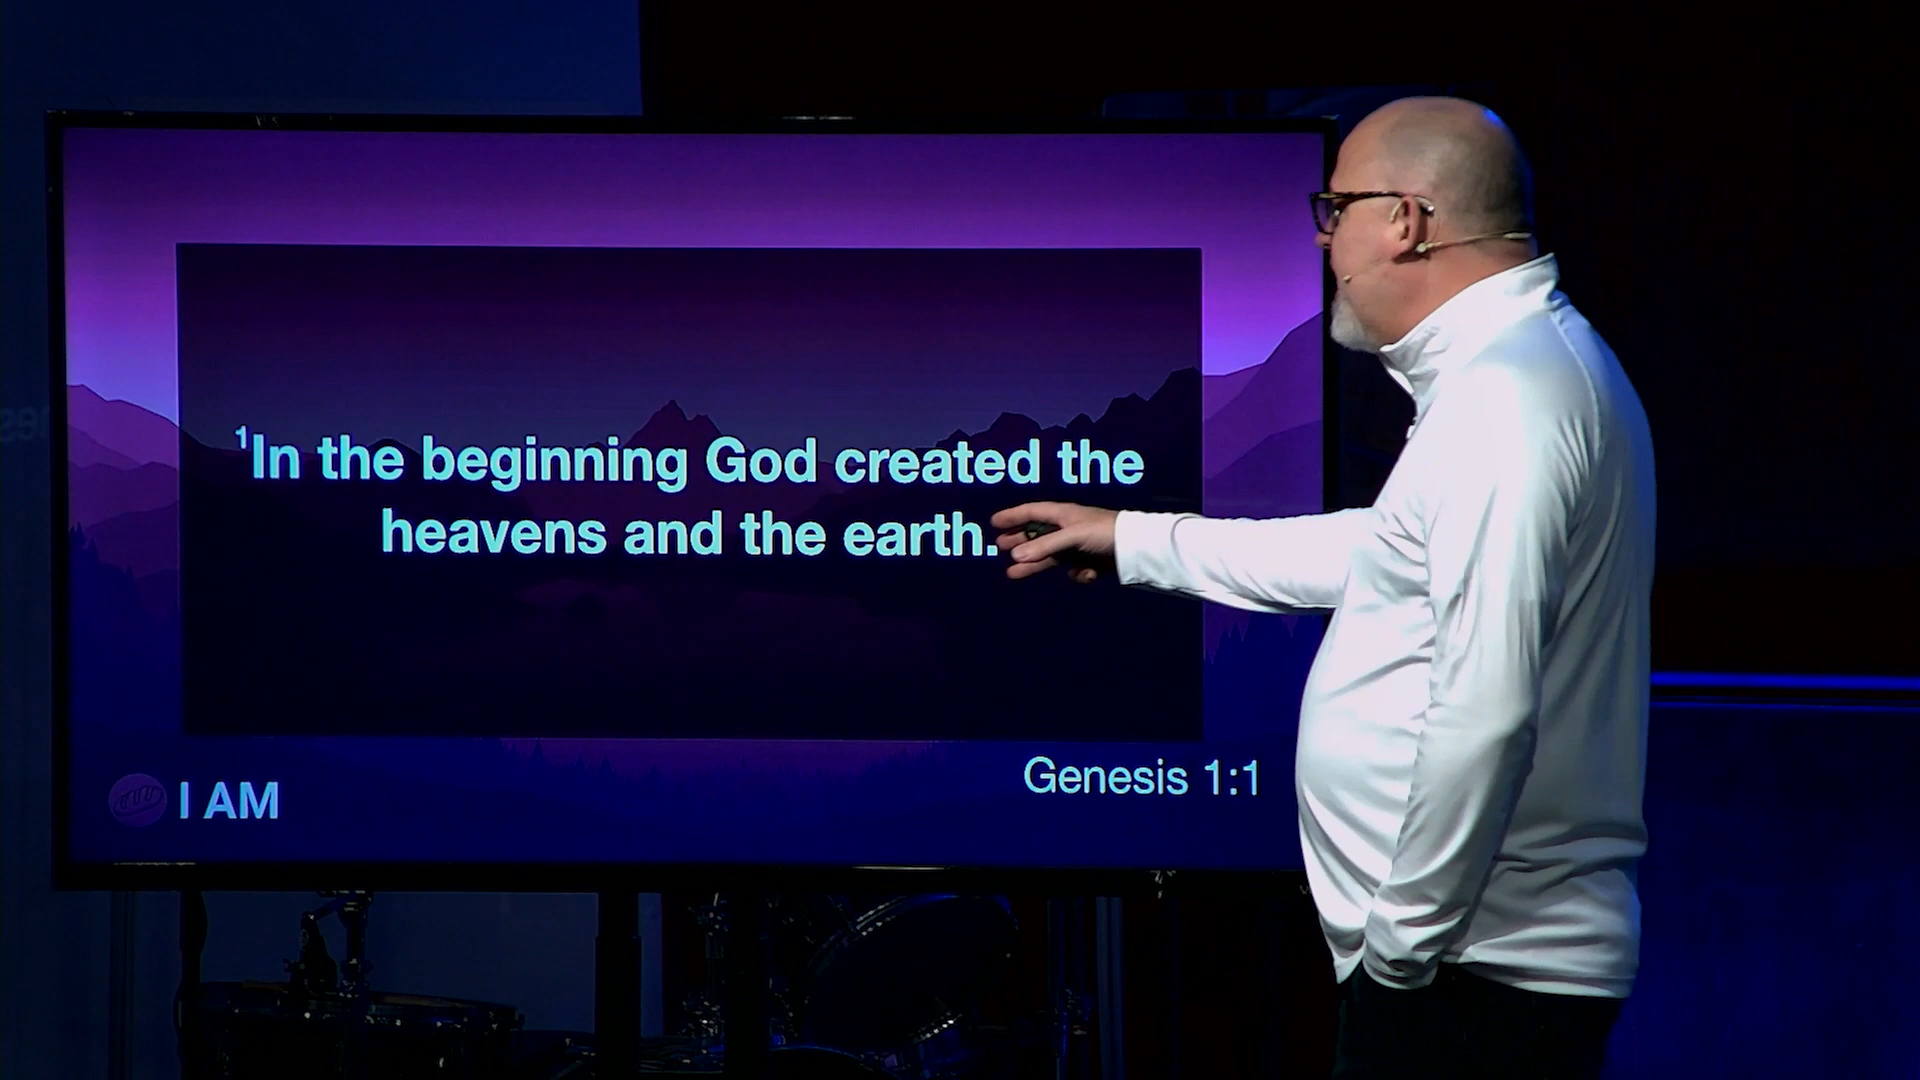 ¹In the beginning God created the
heavens and the earth.
I AM
Genesis 1:1